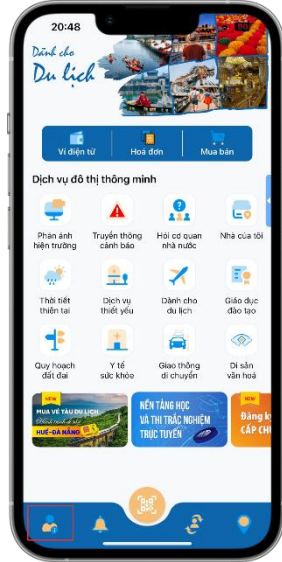 20:48
Dành cho
Du lịch
Ví điện tử
Hoá đơn
Mua bán
Dịch vụ đô thị thông minh
Phản ánh
hiện trường
Truyền thông
cảnh báo
Hỏi cơ quan
nhà nước
Nhà của tôi
Thời tiết
thiên tai
Dịch vụ
thiết yếu
Dành cho
du lịch
Giáo dục
đào tạo
Quy hoạch
đất đai
Y tế
sức khỏe
Giao thông
di chuyển
Di sản
văn hoá
NEW
MUA VÉ TÀU DU LỊCH
HUẾ-ĐÀ NẴNG
NỀN TẢNG HỌC
VÀ THI TRẮC NGHIỆM
TRỰC TUYẾN
NEW
Đăng k
CẤP CH